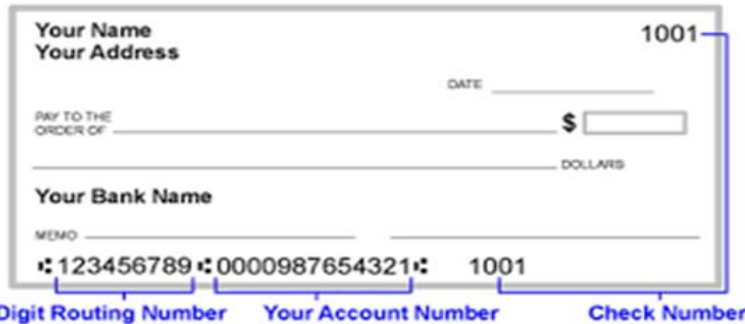 Your Name
1001
Your Address
DATE
PAY TO THE
ORDER OF
$
DOLLARS
Your Bank Name
MEMO
⑆123456789⑆0000987654321⑆ 1001
Digit Routing Number Your Account Number Check Number